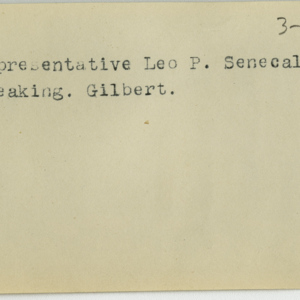 3-
presentative Leo P. Senecal
eaking. Gilbert.